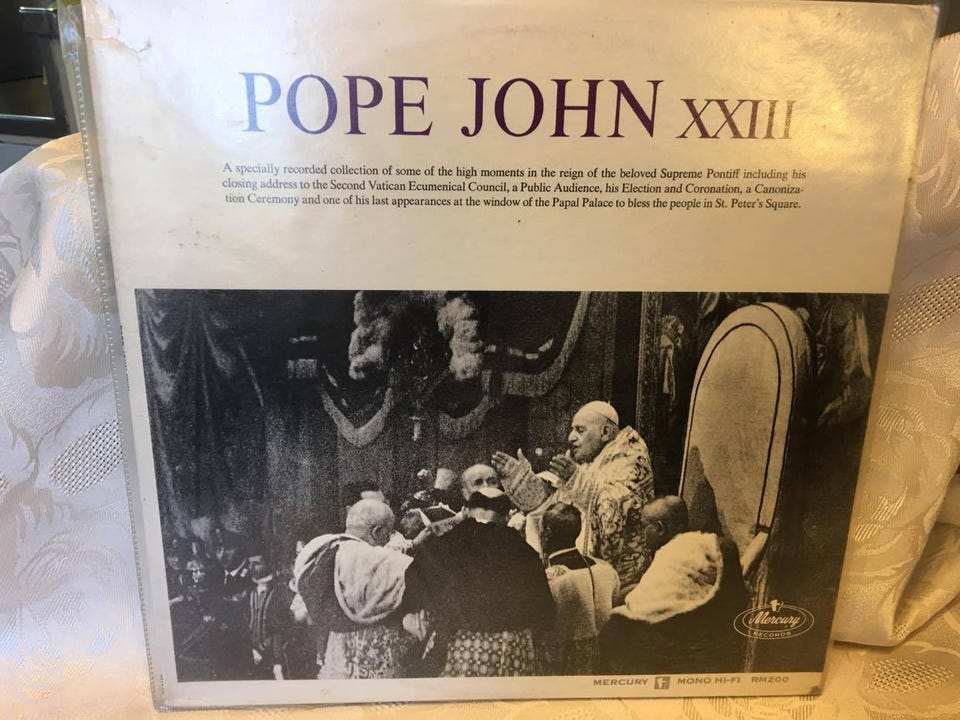 POPE JOHN XXIII
A specially recorded collection of some of the high moments in the reign of the beloved Supreme Pontiff including his
closing address to the Second Vatican Ecumenical Council, a Public Audience, his Election and Coronation, a Canoniza-
tion Ceremony and one of his last appearances at the window of the Papal Palace to bless the people in St. Peter's Square.
Mercury
RECORDS
MERCURY MONO HI-FI RM200